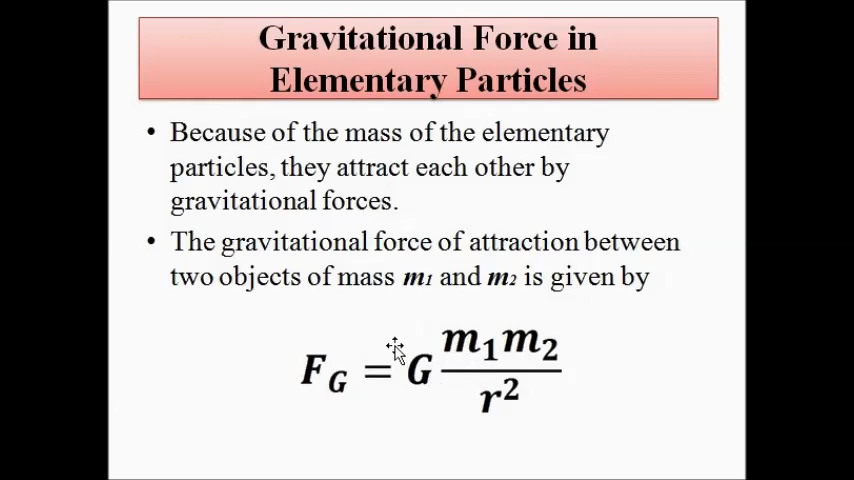 Gravitational Force in
Elementary Particles
• Because of the mass of the elementary
particles, they attract each other by
gravitational forces.
• The gravitational force of attraction between
two objects of mass m₁ and m₂ is given by
F_G = G m₁m₂ / r²